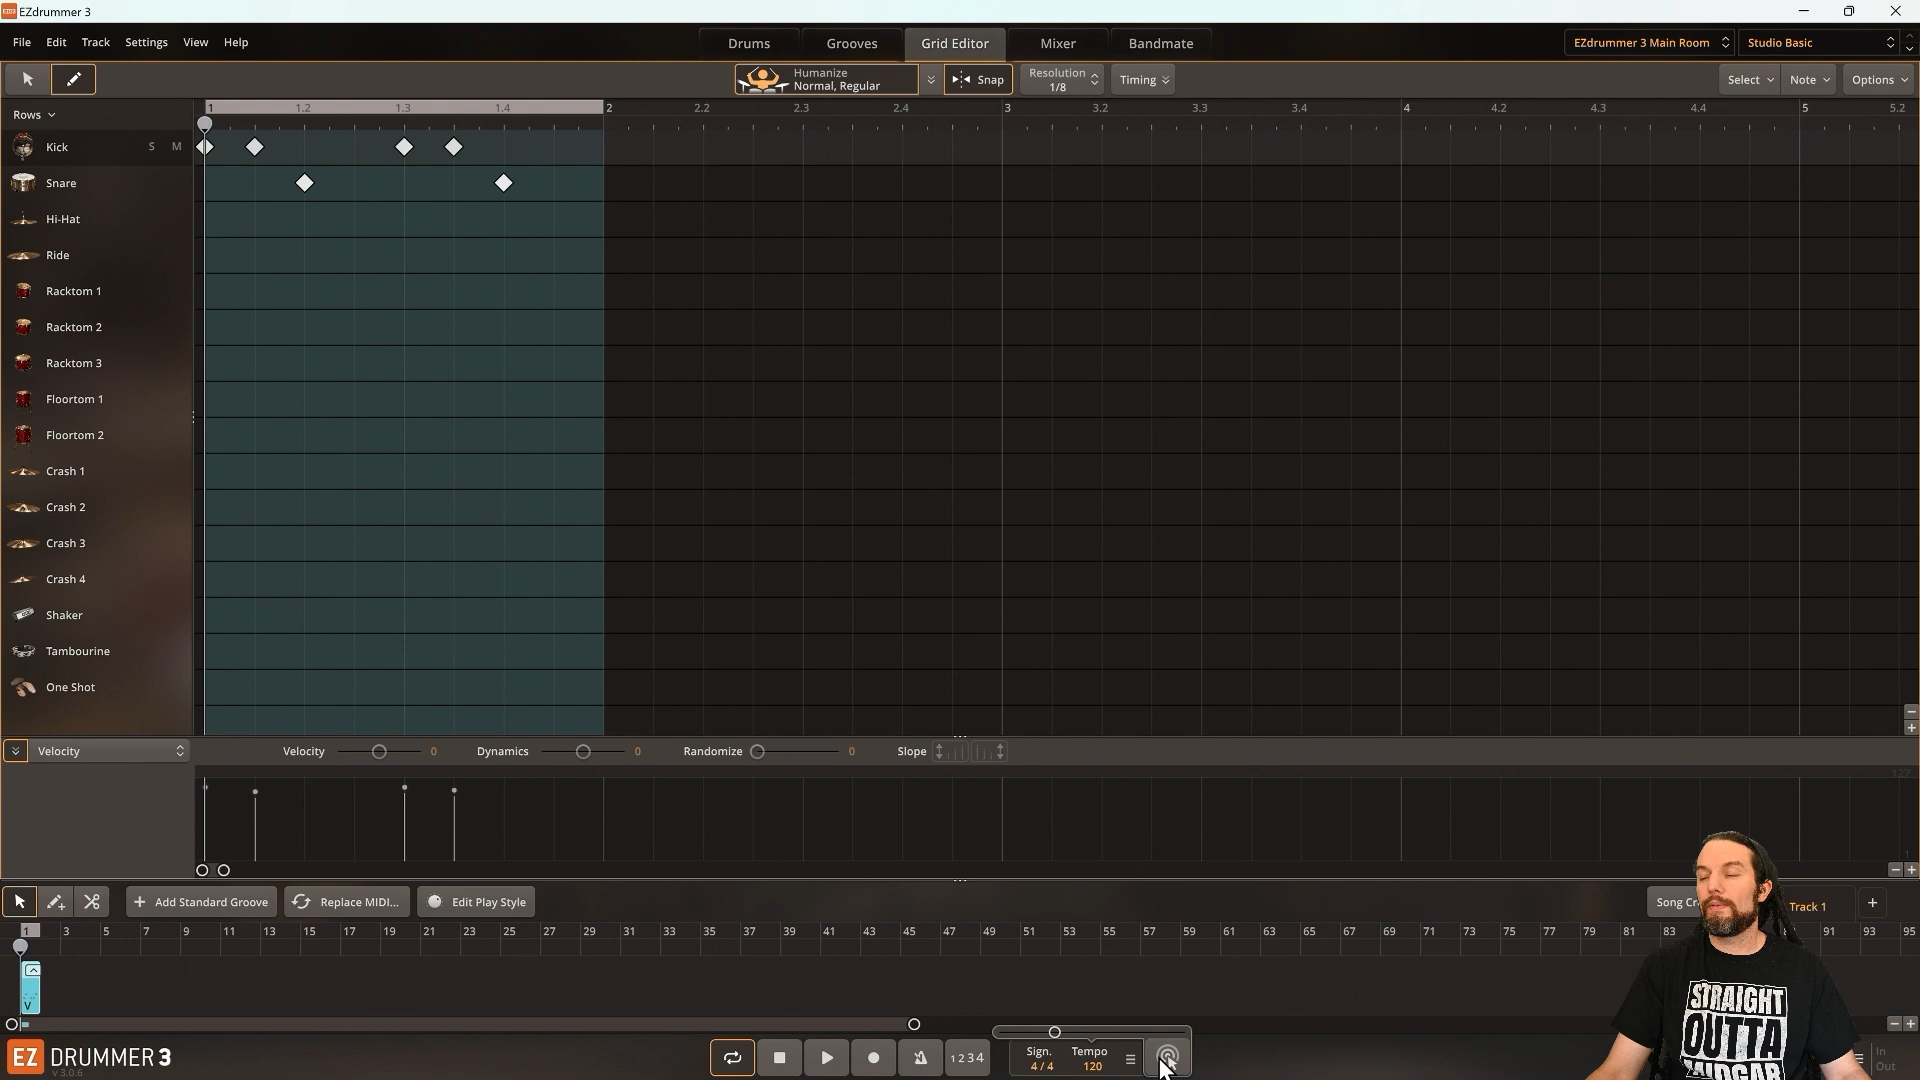 EZdrummer 3
File Edit Track Settings View Help
Drums Grooves Grid Editor Mixer Bandmate
EZdrummer 3 Main Room Studio Basic
Humanize
Normal, Regular
Snap
Resolution
1/8
Timing
Select Note Options
Rows
1 1.2 1.3 1.4 2 2.2 2.3 2.4 3 3.2 3.3 3.4 4 4.2 4.3 4.4 5 5.2
Kick S M
Snare
Hi-Hat
Ride
Racktom 1
Racktom 2
Racktom 3
Floortom 1
Floortom 2
Crash 1
Crash 2
Crash 3
Crash 4
Shaker
Tambourine
One Shot
Velocity
Velocity 0 Dynamics 0 Randomize 0 Slope
127
1
Add Standard Groove Replace MIDI... Edit Play Style
Track 1
1 3 5 7 9 11 13 15 17 19 21 23 25 27 29 31 33 35 37 39 41 43 45 47 49 51 53 55 57 59 61 63 65 67 69 71 73 75 77 79 81 83 91 93 95
V
EZ DRUMMER 3
v 3.0.6
1 2 3 4
Sign.
4 / 4
Tempo
120
In
Out
STRAIGHT
OUTTA
MIDGAR